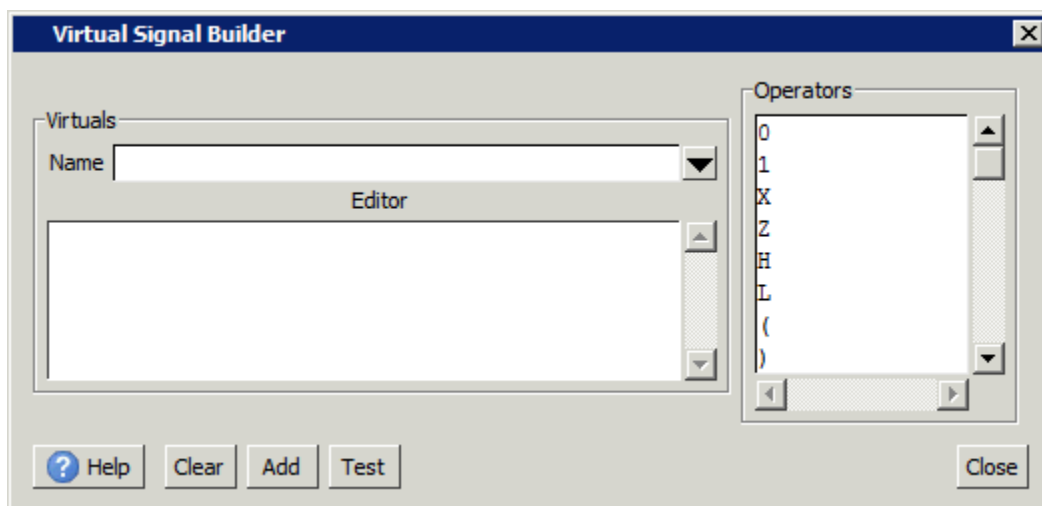 Virtual Signal Builder
Virtuals
Name
Editor
Operators
0
1
X
Z
H
L
(
)
Help Clear Add Test Close